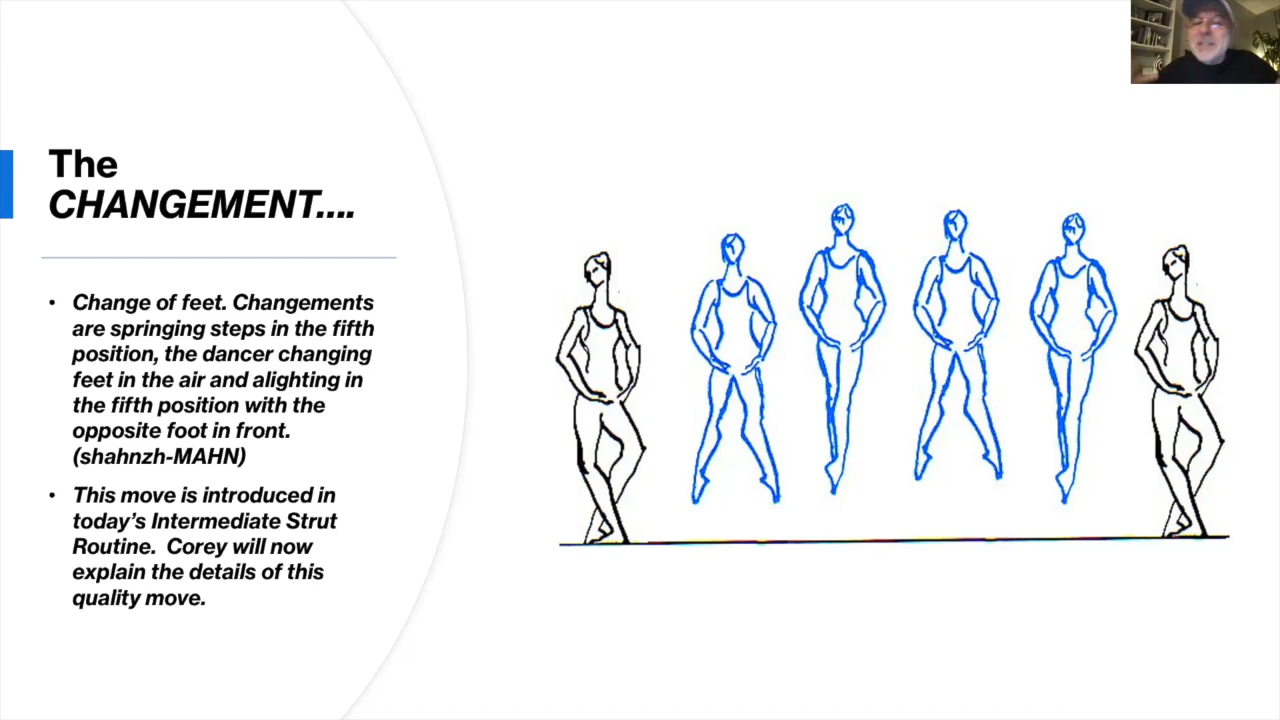 The
CHANGEMENT....
• Change of feet. Changements
are springing steps in the fifth
position, the dancer changing
feet in the air and alighting in
the fifth position with the
opposite foot in front.
(shahnzh-MAHN)
• This move is introduced in
today’s Intermediate Strut
Routine.  Corey will now
explain the details of this
quality move.